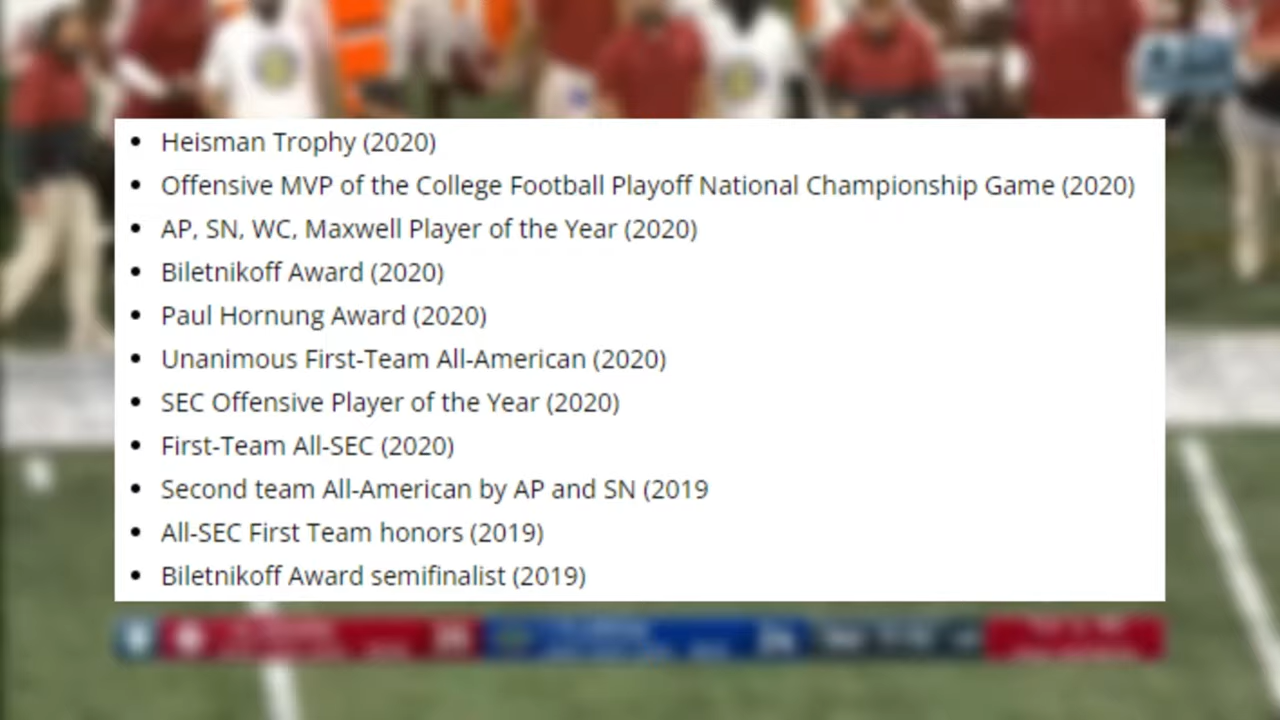 Heisman Trophy (2020)
Offensive MVP of the College Football Playoff National Championship Game (2020)
AP, SN, WC, Maxwell Player of the Year (2020)
Biletnikoff Award (2020)
Paul Hornung Award (2020)
Unanimous First-Team All-American (2020)
SEC Offensive Player of the Year (2020)
First-Team All-SEC (2020)
Second team All-American by AP and SN (2019
All-SEC First Team honors (2019)
Biletnikoff Award semifinalist (2019)